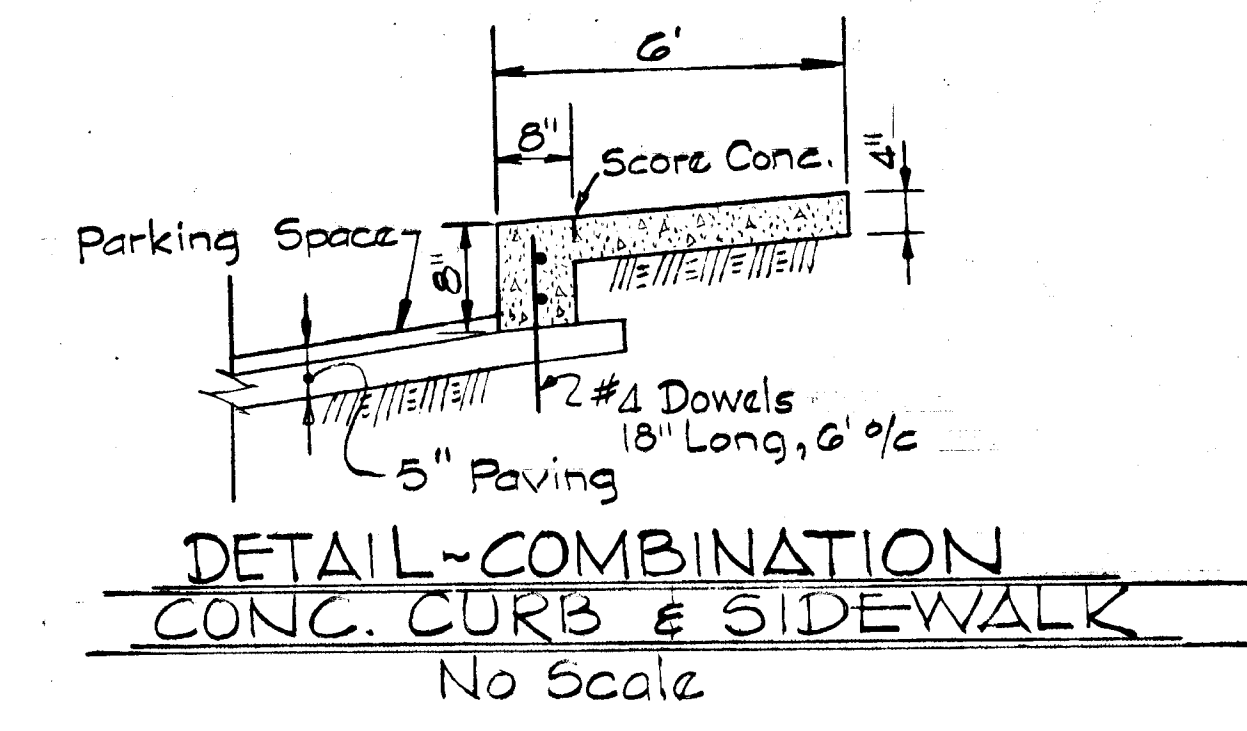 6'
8"
Score Conc.
4"
Parking Space
8"
2 #4 Dowels
18" Long, 6' o/c
5" Paving
DETAIL~COMBINATION
CONC. CURB & SIDEWALK
No Scale